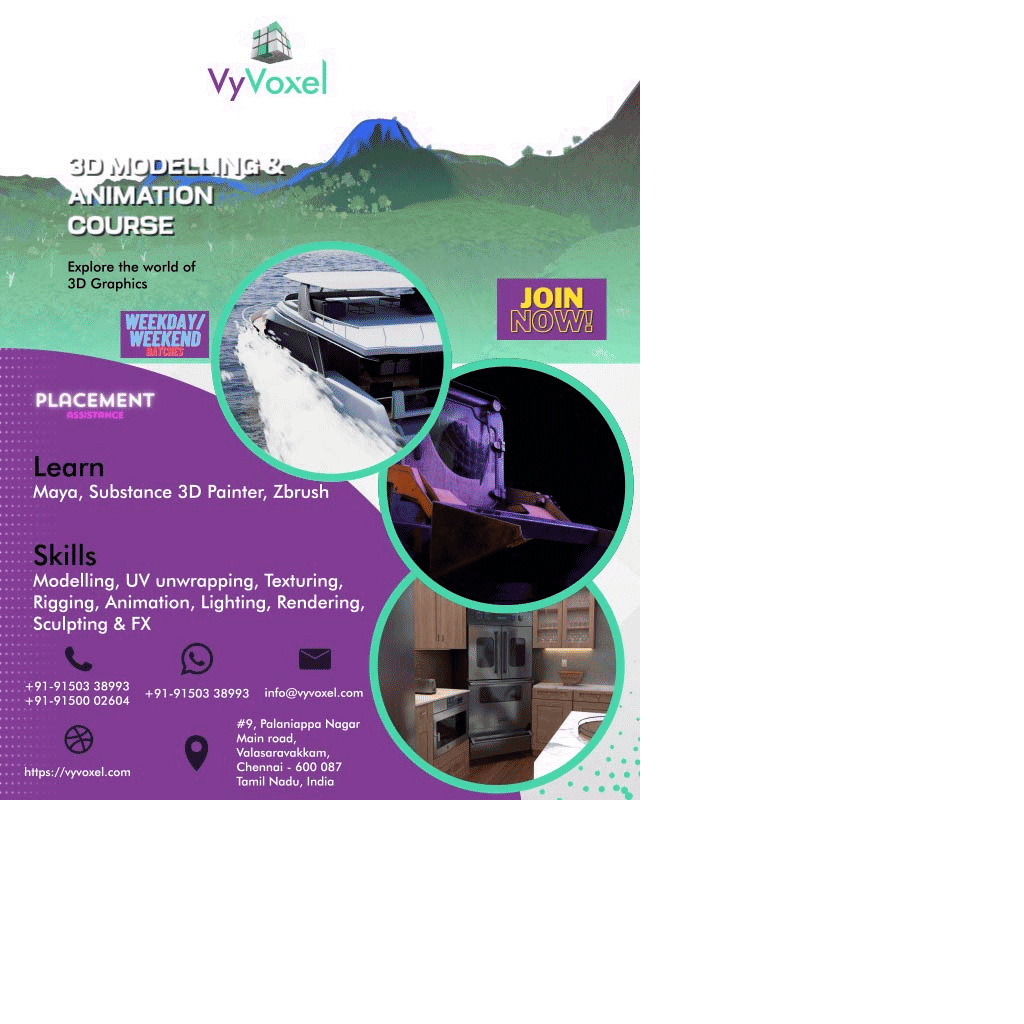 VyVoxel
3D MODELLING &
ANIMATION
COURSE
Explore the world of
3D Graphics
WEEKDAY/
WEEKEND
BATCHES
JOIN
NOW!
PLACEMENT
ASSISTANCE
Learn
Maya, Substance 3D Painter, Zbrush
Skills
Modelling, UV unwrapping, Texturing,
Rigging, Animation, Lighting, Rendering,
Sculpting & FX
+91-91503 38993
+91-91500 02604
+91-91503 38993
info@vyvoxel.com
https://vyvoxel.com
#9, Palaniappa Nagar
Main road,
Valasaravakkam,
Chennai - 600 087
Tamil Nadu, India